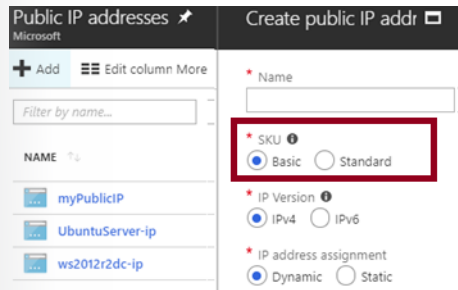 Public IP addresses
Microsoft
Add Edit column More
Filter by name...
NAME
myPublicIP
UbuntuServer-ip
ws2012r2dc-ip
Create public IP addr
* Name
* SKU
Basic Standard
* IP Version
IPv4 IPv6
* IP address assignment
Dynamic Static